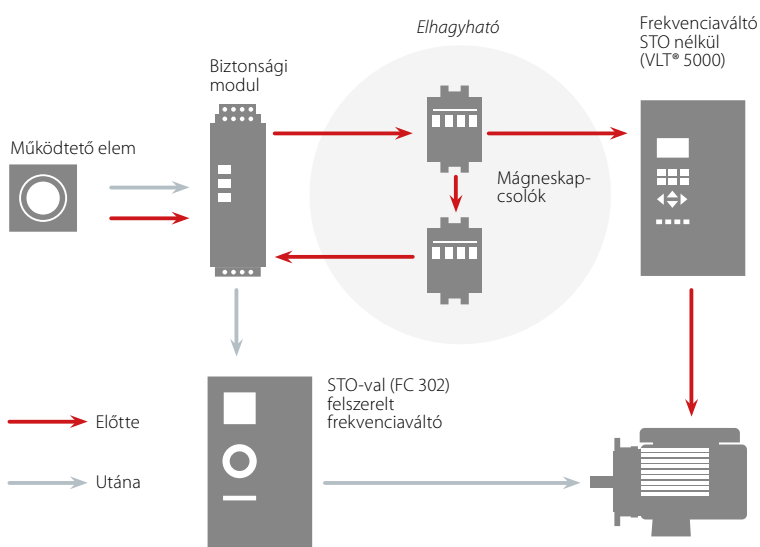 Elhagyható
Frekvenciaváltó
STO nélkül
(VLT® 5000)
Biztonsági
modul
Működtető elem
Mágneskap-
csolók
STO-val (FC 302)
felszerelt
frekvenciaváltó
Előtte
Utána